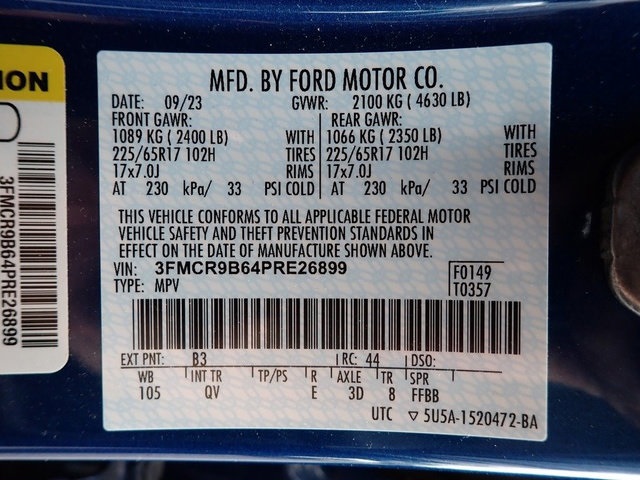 ION
3FMCR9B64PRE26899
MFD. BY FORD MOTOR CO.
DATE: 09/23 GVWR: 2100 KG ( 4630 LB)
FRONT GAWR: REAR GAWR:
1089 KG ( 2400 LB) WITH 1066 KG ( 2350 LB) WITH
225/65R17 102H TIRES 225/65R17 102H TIRES
17x7.0J RIMS 17x7.0J RIMS
AT 230 kPa/ 33 PSI COLD AT 230 kPa/ 33 PSI COLD
THIS VEHICLE CONFORMS TO ALL APPLICABLE FEDERAL MOTOR
VEHICLE SAFETY AND THEFT PREVENTION STANDARDS IN
EFFECT ON THE DATE OF MANUFACTURE SHOWN ABOVE.
VIN: 3FMCR9B64PRE26899 F0149
TYPE: MPV T0357
EXT PNT: B3 RC: 44 DSO:
WB INT TR TP/PS R AXLE TR SPR
105 QV E 3D 8 FFBB
UTC ▽ 5U5A-1520472-BA